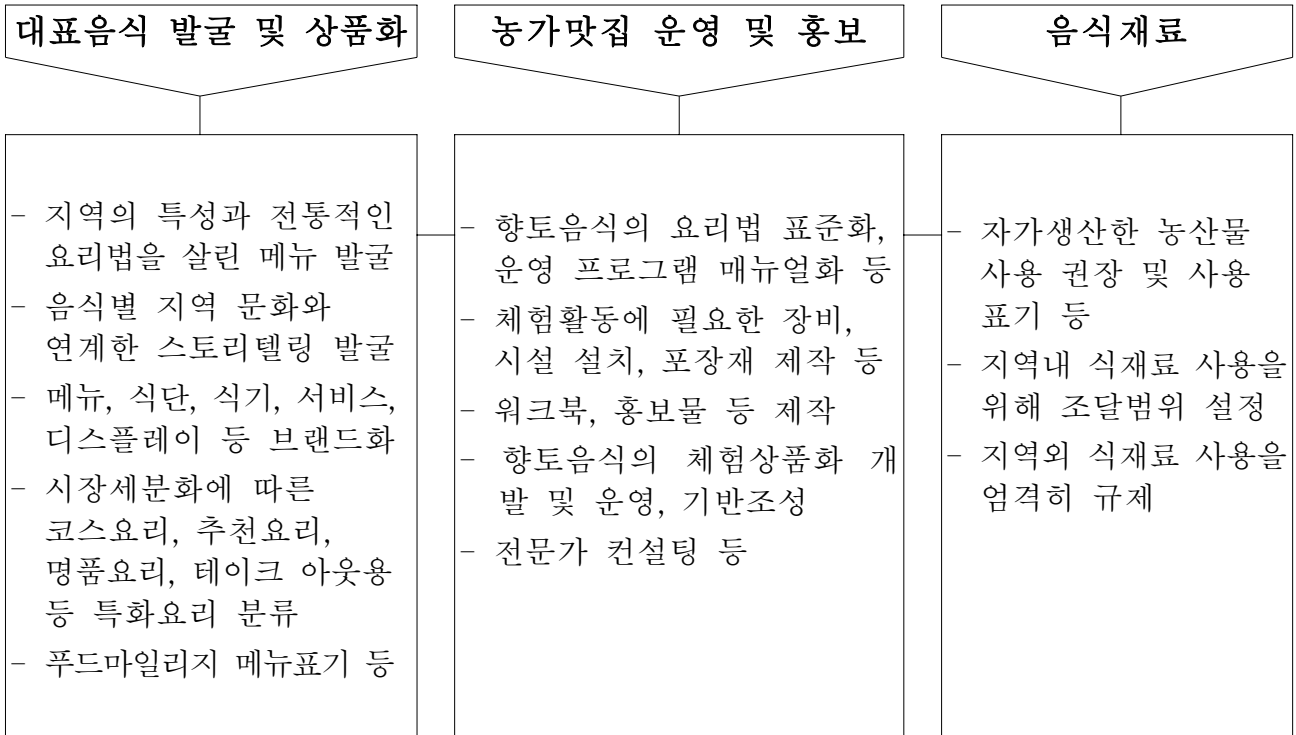 대표음식 발굴 및 상품화
- 지역의 특성과 전통적인
요리법을 살린 메뉴 발굴
- 음식별 지역 문화와
연계한 스토리텔링 발굴
- 메뉴, 식단, 식기, 서비스,
디스플레이 등 브랜드화
- 시장세분화에 따른
코스요리, 추천요리,
명품요리, 테이크 아웃용
등 특화요리 분류
- 푸드마일리지 메뉴표기 등
농가맛집 운영 및 홍보
- 향토음식의 요리법 표준화,
운영 프로그램 매뉴얼화 등
- 체험활동에 필요한 장비,
시설 설치, 포장재 제작 등
- 워크북, 홍보물 등 제작
- 향토음식의 체험상품화 개
발 및 운영, 기반조성
- 전문가 컨설팅 등
음식재료
- 자가생산한 농산물
사용 권장 및 사용
표기 등
- 지역내 식재료 사용을
위해 조달범위 설정
- 지역외 식재료 사용을
엄격히 규제